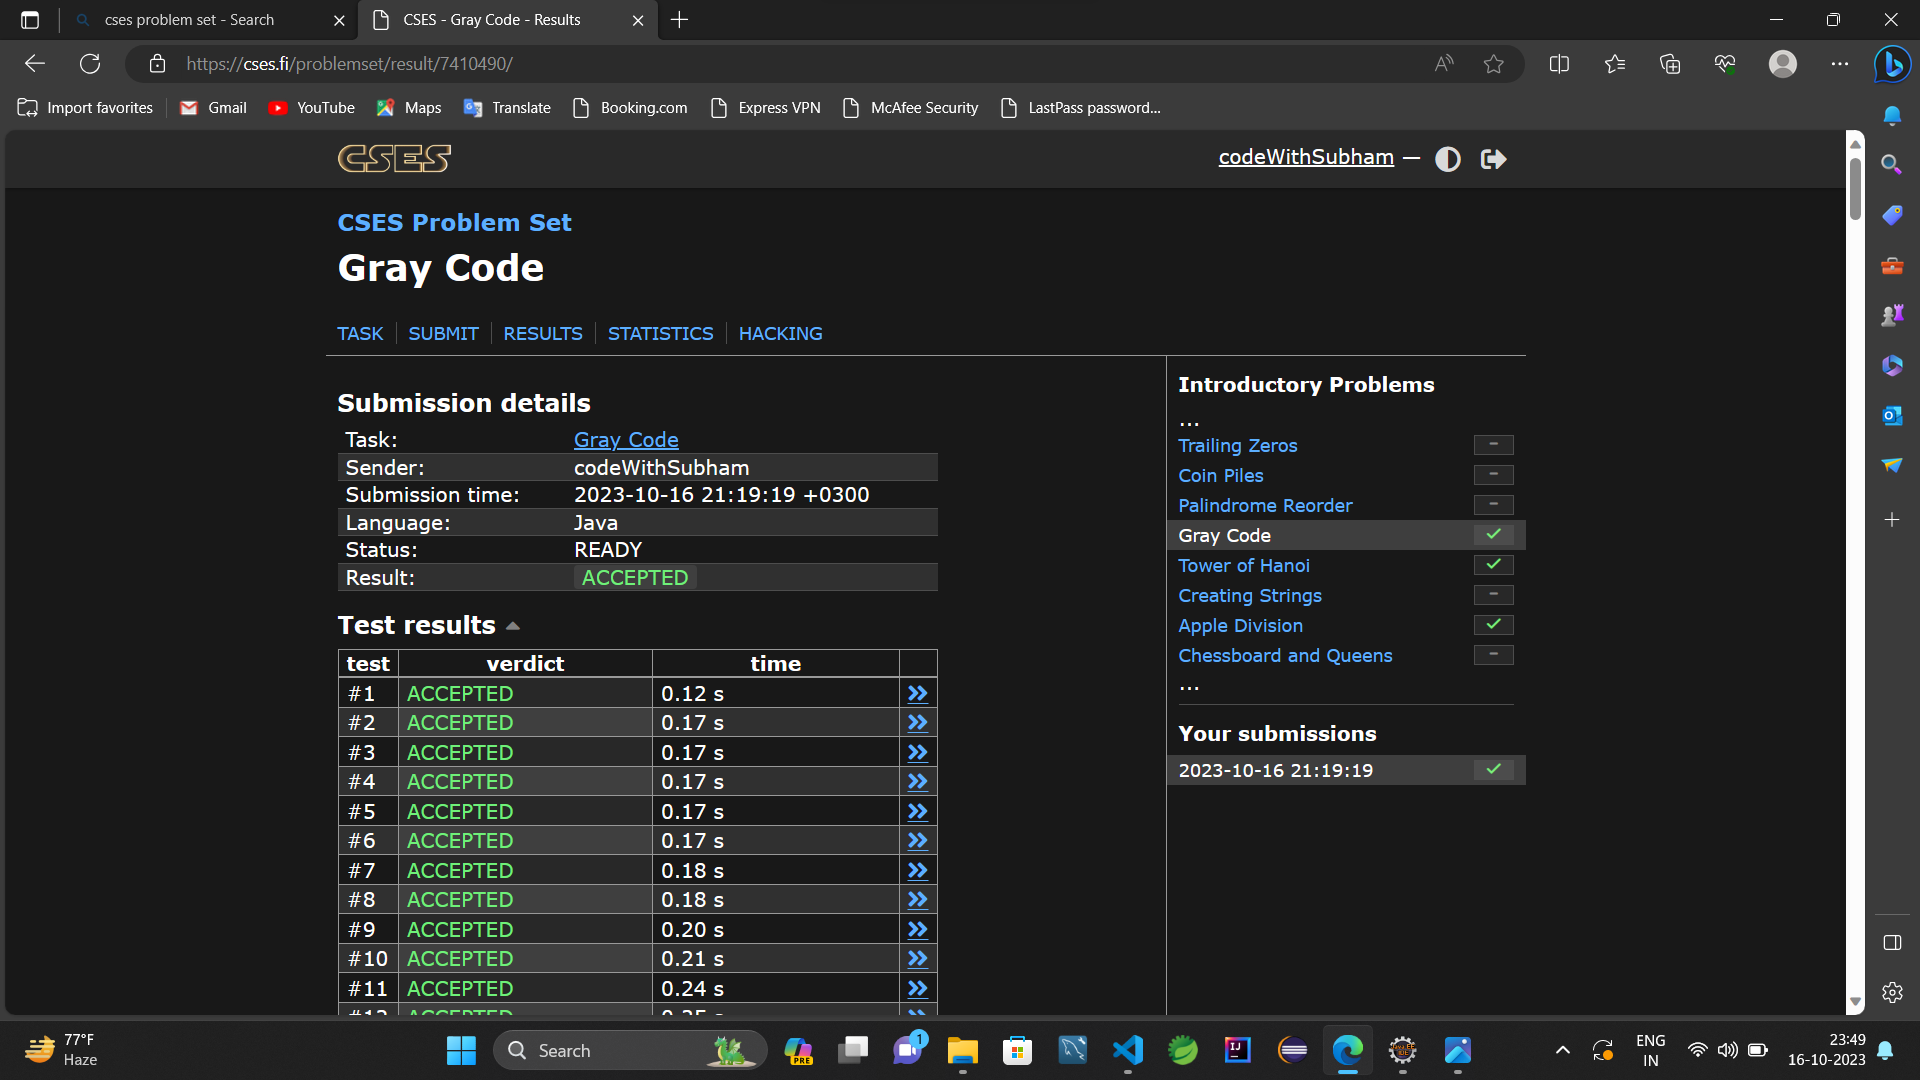 cses problem set - Search
CSES - Gray Code - Results
https://cses.fi/problemset/result/7410490/
Import favorites
Gmail
YouTube
Maps
Translate
Booking.com
Express VPN
McAfee Security
LastPass password...
CSES
codeWithSubham —
CSES Problem Set
Gray Code
TASK
SUBMIT
RESULTS
STATISTICS
HACKING
Submission details
Task: Gray Code
Sender: codeWithSubham
Submission time: 2023-10-16 21:19:19 +0300
Language: Java
Status: READY
Result: ACCEPTED
Test results
test verdict time
#1 ACCEPTED 0.12 s
#2 ACCEPTED 0.17 s
#3 ACCEPTED 0.17 s
#4 ACCEPTED 0.17 s
#5 ACCEPTED 0.17 s
#6 ACCEPTED 0.17 s
#7 ACCEPTED 0.18 s
#8 ACCEPTED 0.18 s
#9 ACCEPTED 0.20 s
#10 ACCEPTED 0.21 s
#11 ACCEPTED 0.24 s
Introductory Problems
...
Trailing Zeros –
Coin Piles –
Palindrome Reorder –
Gray Code
Tower of Hanoi
Creating Strings –
Apple Division
Chessboard and Queens –
...
Your submissions
2023-10-16 21:19:19
77°F
Haze
Search
PRE
1
ENG
IN
23:49
16-10-2023